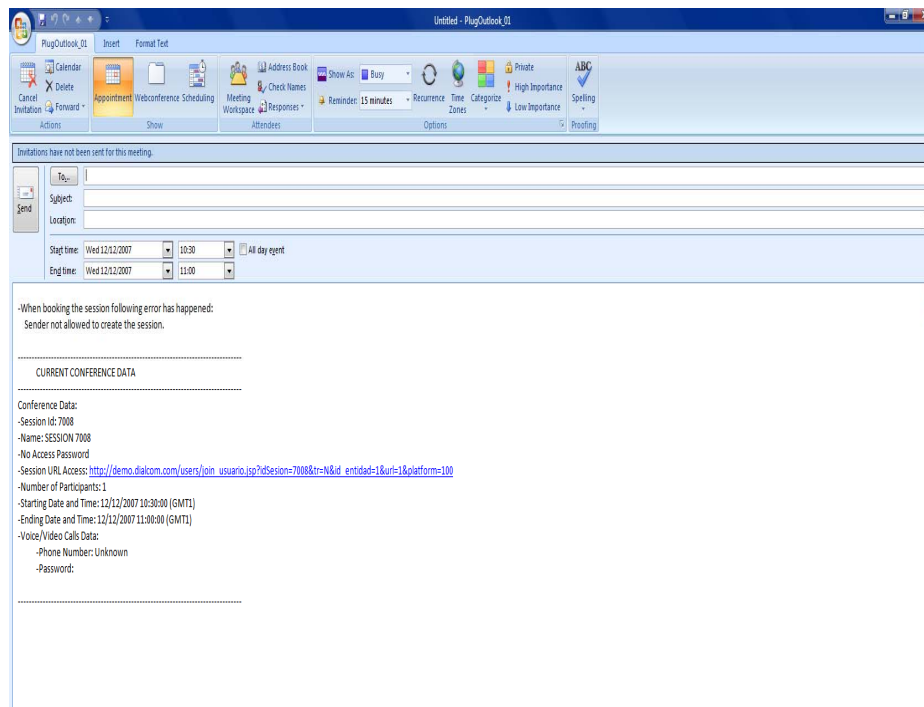 Untitled - PlugOutlook_01
PlugOutlook_01 Insert Format Text
Cancel Invitation
Calendar
Delete
Forward
Actions
Appointment
Webconference
Scheduling
Show
Meeting Workspace
Address Book
Check Names
Responses
Attendees
Show As: Busy
Reminder: 15 minutes
Recurrence
Time Zones
Categorize
Private
High Importance
Low Importance
Options
ABC
Spelling
Proofing
Invitations have not been sent for this meeting.
Send
To...
Subject:
Location:
Start time: Wed 12/12/2007 10:30 All day event
End time: Wed 12/12/2007 11:00
-When booking the session following error has happened:
Sender not allowed to create the session.
--------------------------------------------------------------------------------
CURRENT CONFERENCE DATA
--------------------------------------------------------------------------------
Conference Data:
-Session Id: 7008
-Name: SESSION 7008
-No Access Password
-Session URL Access: http://demo.dialcom.com/users/join_usuario.jsp?idSesion=7008&tr=N&id_entidad=1&url=1&platform=100
-Number of Participants: 1
-Starting Date and Time: 12/12/2007 10:30:00 (GMT1)
-Ending Date and Time: 12/12/2007 11:00:00 (GMT1)
-Voice/Video Calls Data:
-Phone Number: Unknown
-Password:
--------------------------------------------------------------------------------